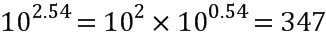 10^2.54 = 10^2 × 10^0.54 = 347